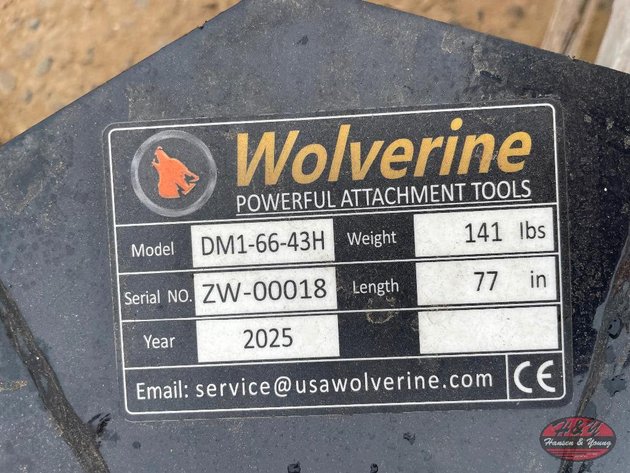 Wolverine
POWERFUL ATTACHMENT TOOLS
Model DM1-66-43H Weight 141 lbs
Serial NO. ZW-00018 Length 77 in
Year 2025
Email: service@usawolverine.com CE
H&Y
Hansen & Young